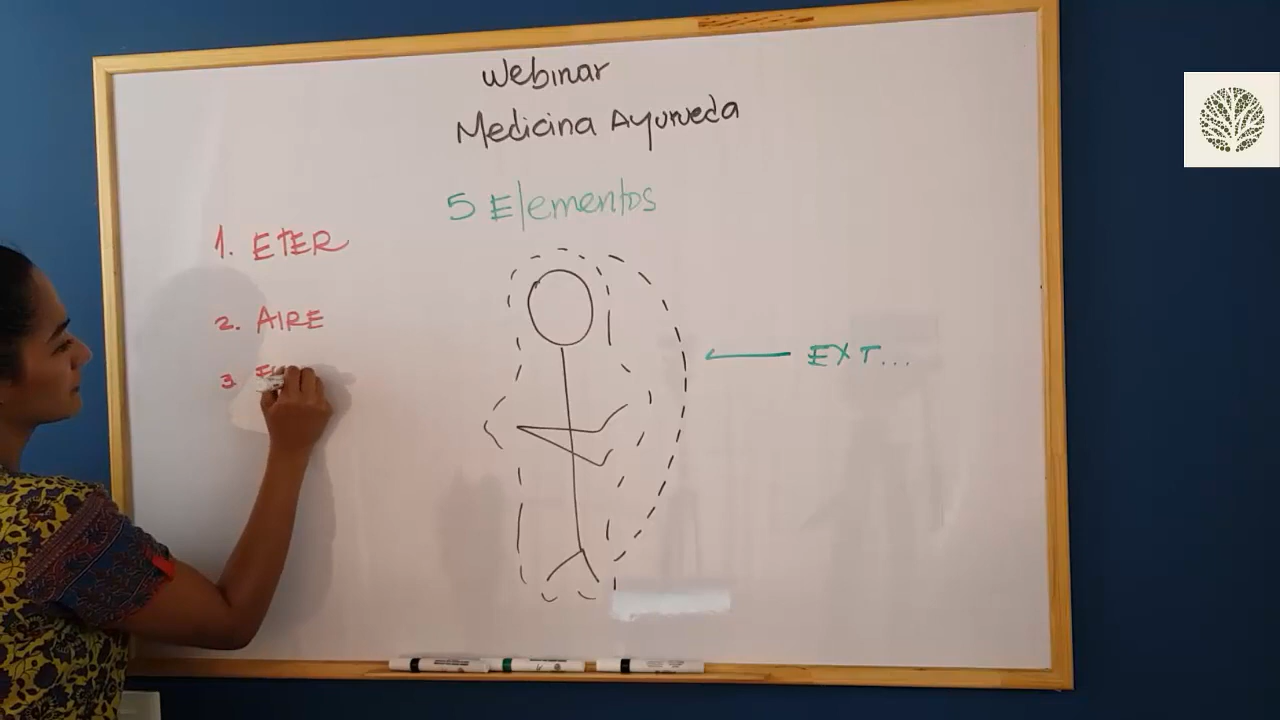 Webinar
Medicina Ayurveda
5 Elementos
1. ETER
2. AIRE
3
EXT...